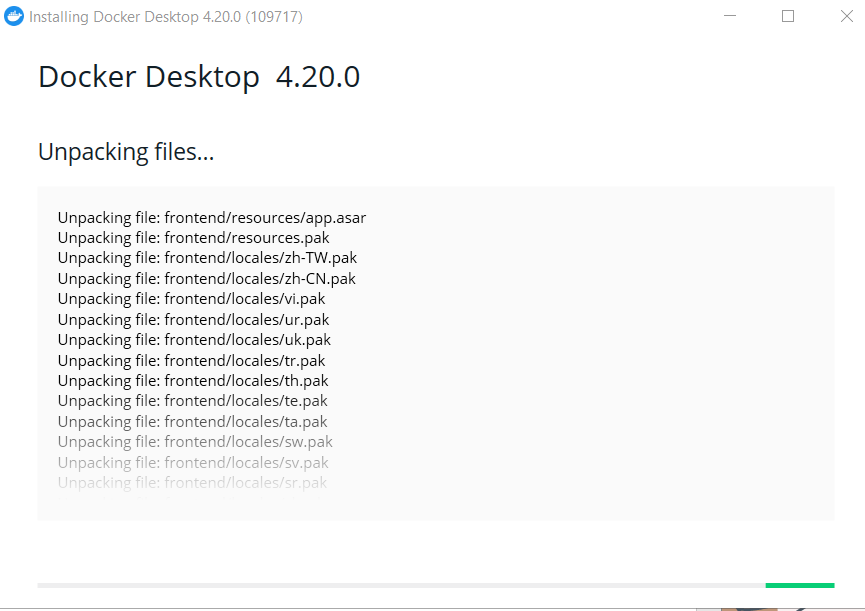 Installing Docker Desktop 4.20.0 (109717)
Docker Desktop 4.20.0
Unpacking files...
Unpacking file: frontend/resources/app.asar
Unpacking file: frontend/resources.pak
Unpacking file: frontend/locales/zh-TW.pak
Unpacking file: frontend/locales/zh-CN.pak
Unpacking file: frontend/locales/vi.pak
Unpacking file: frontend/locales/ur.pak
Unpacking file: frontend/locales/uk.pak
Unpacking file: frontend/locales/tr.pak
Unpacking file: frontend/locales/th.pak
Unpacking file: frontend/locales/te.pak
Unpacking file: frontend/locales/ta.pak
Unpacking file: frontend/locales/sw.pak
Unpacking file: frontend/locales/sv.pak
Unpacking file: frontend/locales/sr.pak